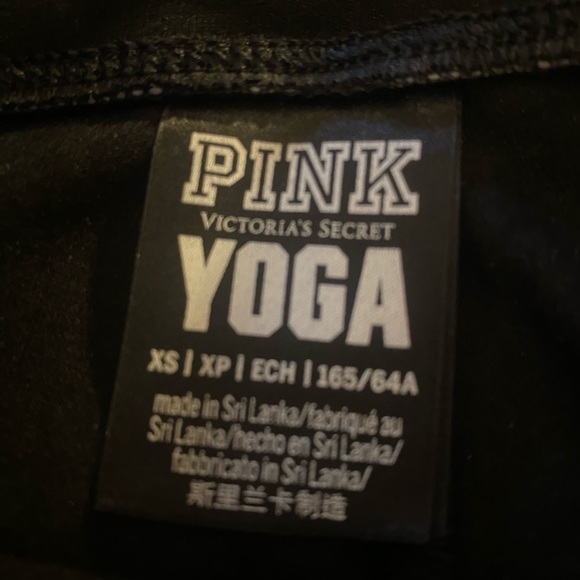 PINK
VICTORIA'S SECRET
YOGA
XS | XP | ECH | 165/64A
made in Sri Lanka/fabriqué au
Sri Lanka/hecho en Sri Lanka/
fabbricato in Sri Lanka/
斯里兰卡制造